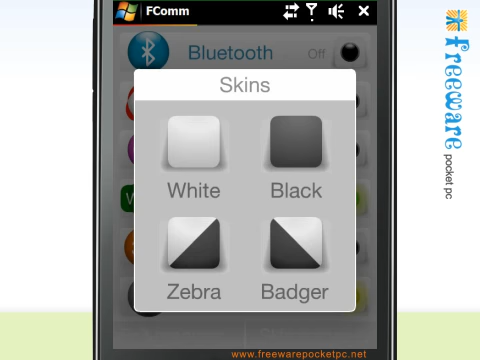 FComm
Bluetooth
Off
Skins
White
Black
Zebra
Badger
freeware
pocket pc
www.freewarepocketpc.net